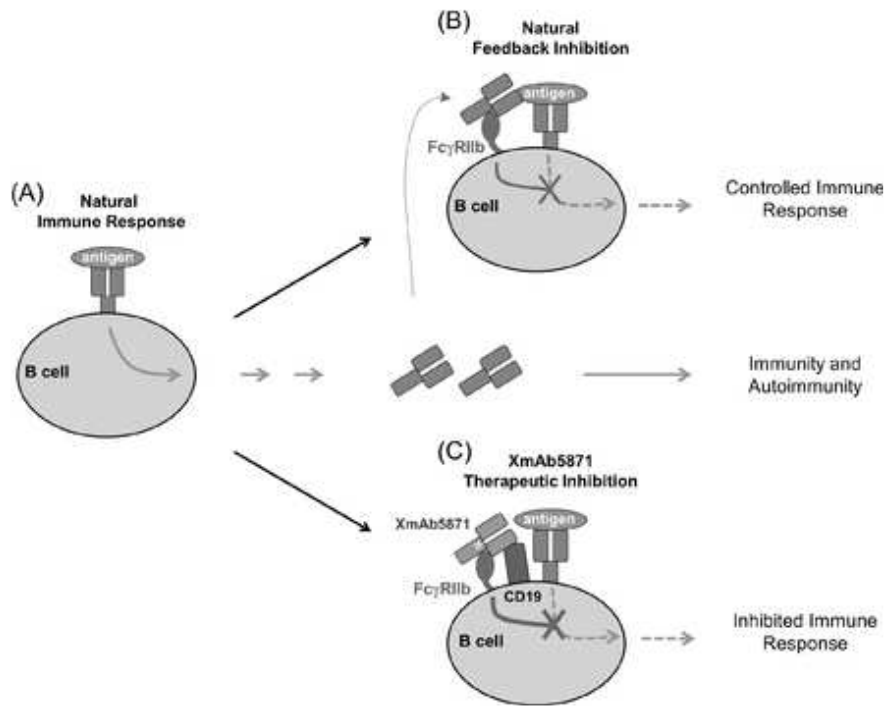 (A)
Natural
Immune Response
antigen
B cell
(B)
Natural
Feedback Inhibition
antigen
FcγRIIb
B cell
Controlled Immune
Response
Immunity and
Autoimmunity
(C)
XmAb5871
Therapeutic Inhibition
XmAb5871
antigen
FcγRIIb
CD19
B cell
Inhibited Immune
Response